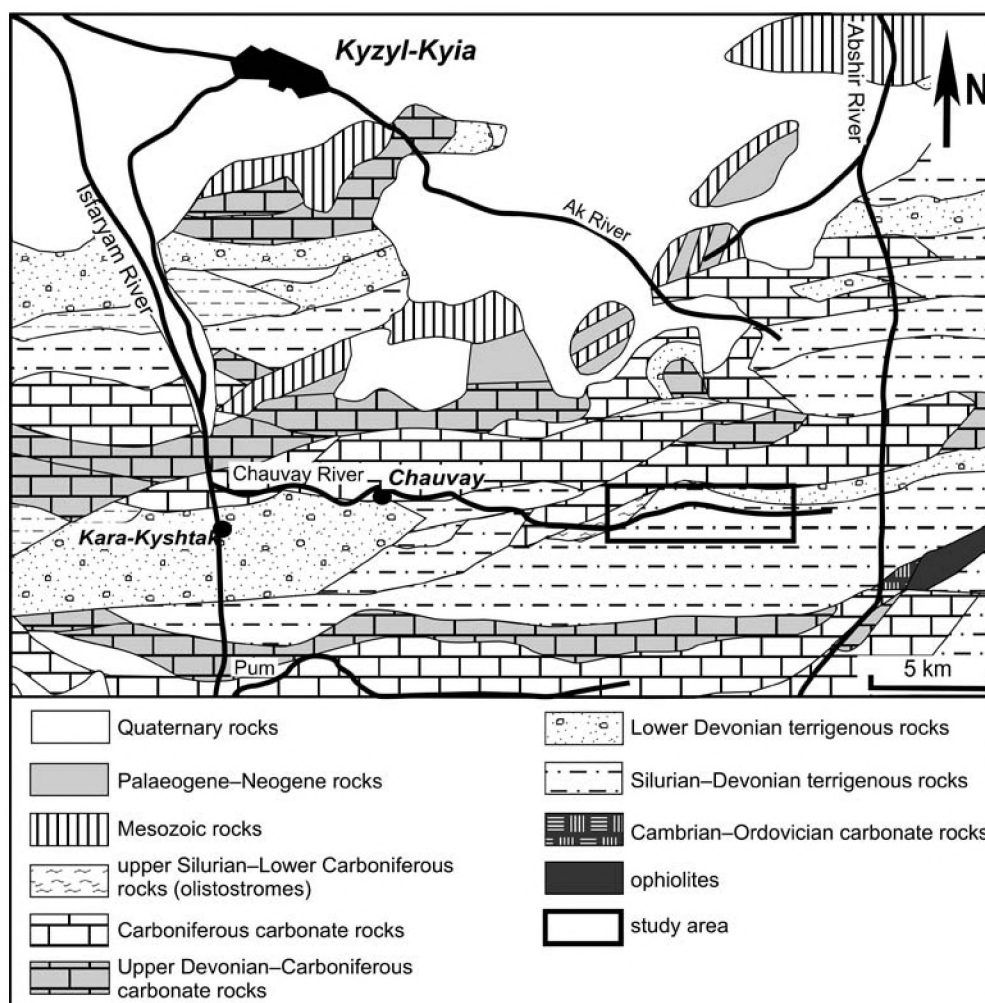 Kyzyl-Kyia
Abshir River
N
Isfaryam River
Ak River
Chauvay River
Chauvay
Kara-Kyshtak
Pum
5 km
Quaternary rocks
Palaeogene–Neogene rocks
Mesozoic rocks
upper Silurian–Lower Carboniferous
rocks (olistostromes)
Carboniferous carbonate rocks
Upper Devonian–Carboniferous
carbonate rocks
Lower Devonian terrigenous rocks
Silurian–Devonian terrigenous rocks
Cambrian–Ordovician carbonate rocks
ophiolites
study area